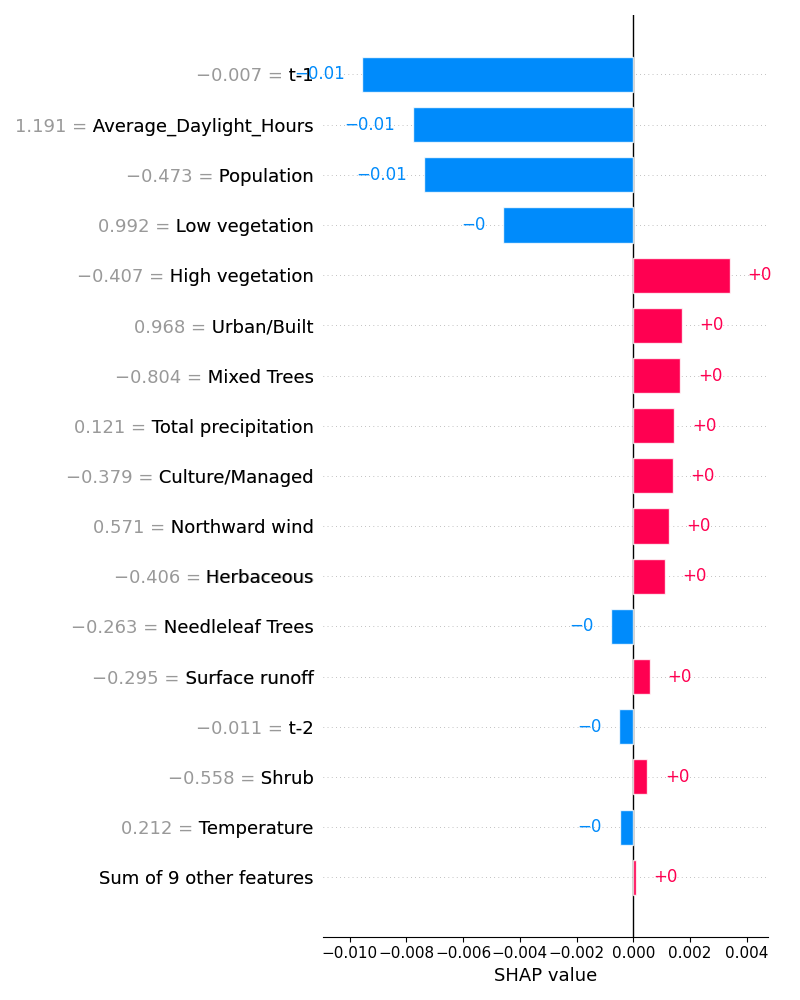 −0.007 = t-1 −0.01
1.191 = Average_Daylight_Hours −0.01
−0.473 = Population −0.01
0.992 = Low vegetation −0
−0.407 = High vegetation +0
0.968 = Urban/Built +0
−0.804 = Mixed Trees +0
0.121 = Total precipitation +0
−0.379 = Culture/Managed +0
0.571 = Northward wind +0
−0.406 = Herbaceous +0
−0.263 = Needleleaf Trees −0
−0.295 = Surface runoff +0
−0.011 = t-2 −0
−0.558 = Shrub +0
0.212 = Temperature −0
Sum of 9 other features +0
−0.010 −0.008 −0.006 −0.004 −0.002 0.000 0.002 0.004
SHAP value